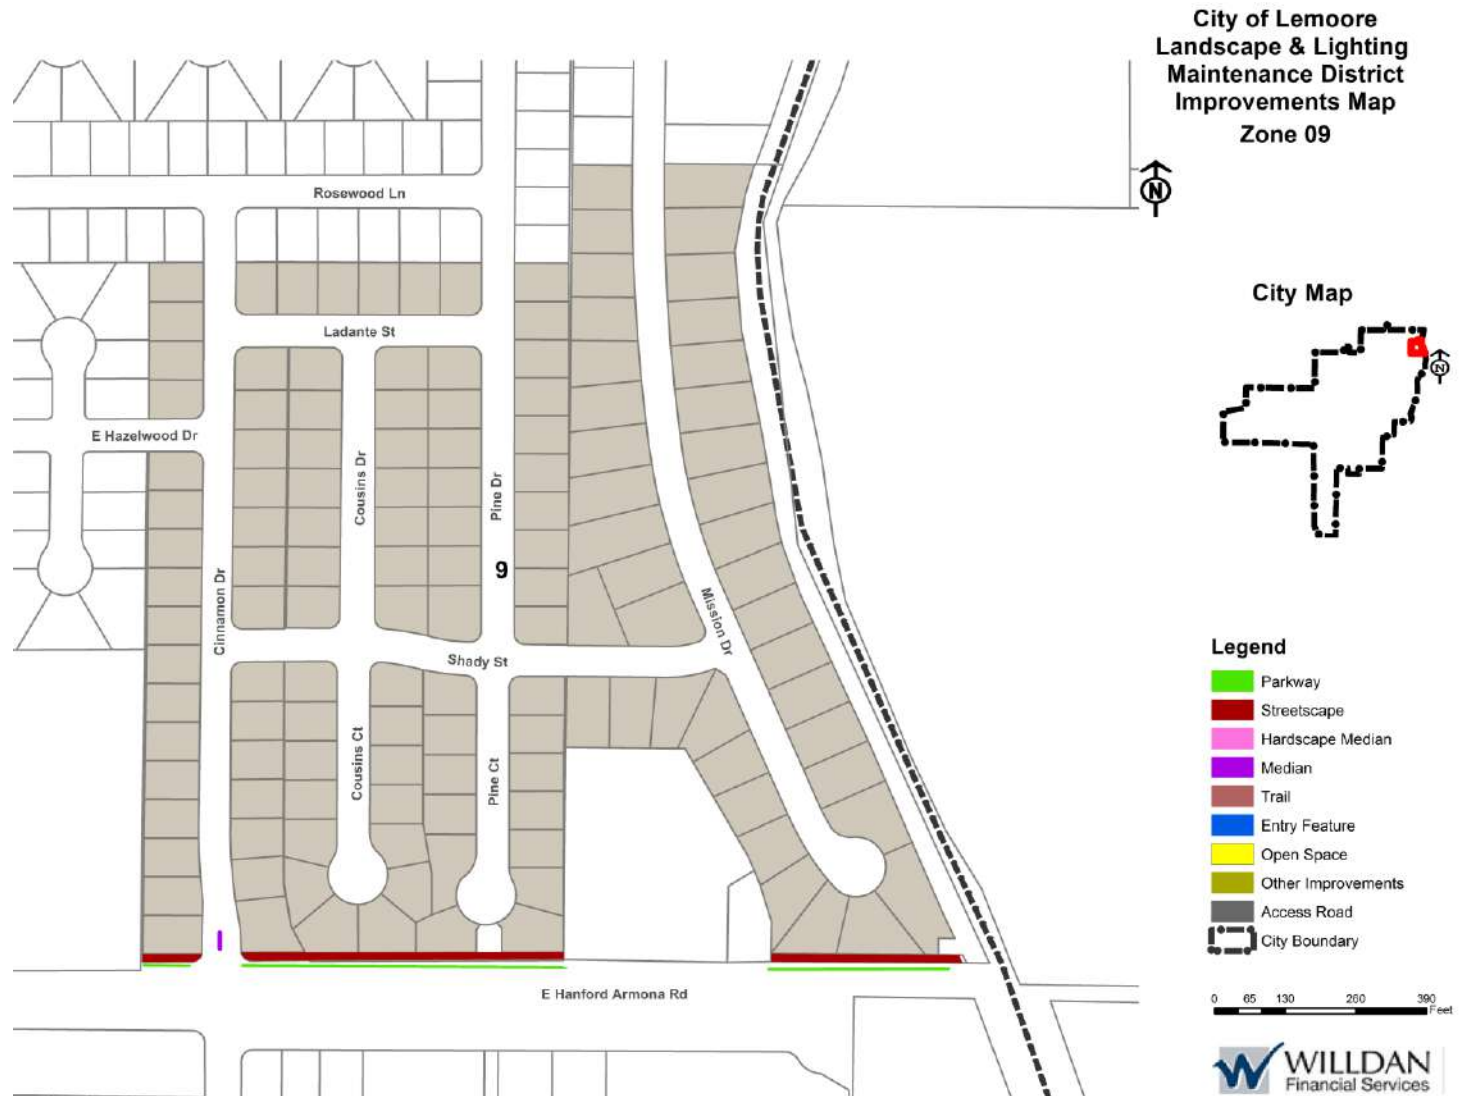 City of Lemoore
Landscape & Lighting
Maintenance District
Improvements Map
Zone 09
N
Rosewood Ln
City Map
Ladante St
N
E Hazelwood Dr
Cousins Dr
Pine Dr
9
Cinnamon Dr
Mission Dr
Shady St
Legend
Parkway
Streetscape
Hardscape Median
Median
Trail
Entry Feature
Open Space
Other Improvements
Access Road
City Boundary
Cousins Ct
Pine Ct
E Hanford Armona Rd
0 65 130 260 390
Feet
WILLDAN
Financial Services